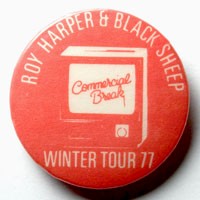 ROY HARPER & BLACK SHEEP
Commercial
Break
WINTER TOUR 77